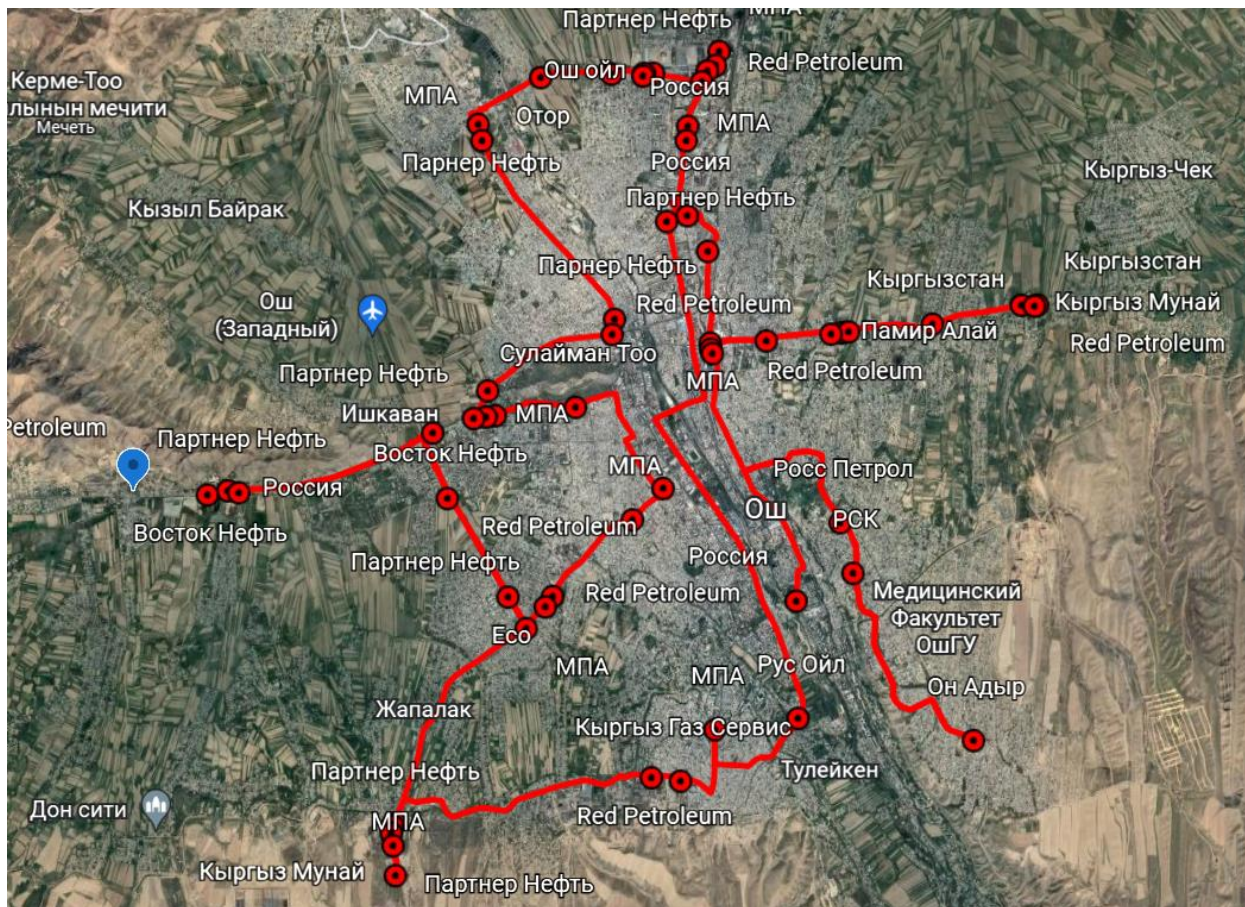 МПА
Партнер Нефть
Red Petroleum
Ош ойл
Россия
Керме-Тоо
лынын мечити
Мечеть
МПА
Отор
МПА
Парнер Нефть
Россия
Кыргыз-Чек
Кызыл Байрак
Партнер Нефть
Парнер Нефть
Кыргызстан
Кыргызстан
Ош
(Западный)
Red Petroleum
Кыргыз Мунай
Памир Алай
Сулайман Тоо
Red Petroleum
Red Petroleum
Партнер Нефть
МПА
Ишкаван
МПА
Petroleum
Партнер Нефть
Восток Нефть
МПА
Росс Петрол
Россия
Ош
РСК
Восток Нефть
Red Petroleum
Партнер Нефть
Россия
Red Petroleum
Медицинский
Факультет
ОшГУ
Eco
МПА
МПА
Рус Ойл
Он Адыр
Жапалак
Кыргыз Газ Сервис
Партнер Нефть
Тулейкен
Дон сити
МПА
Red Petroleum
Кыргыз Мунай
Партнер Нефть